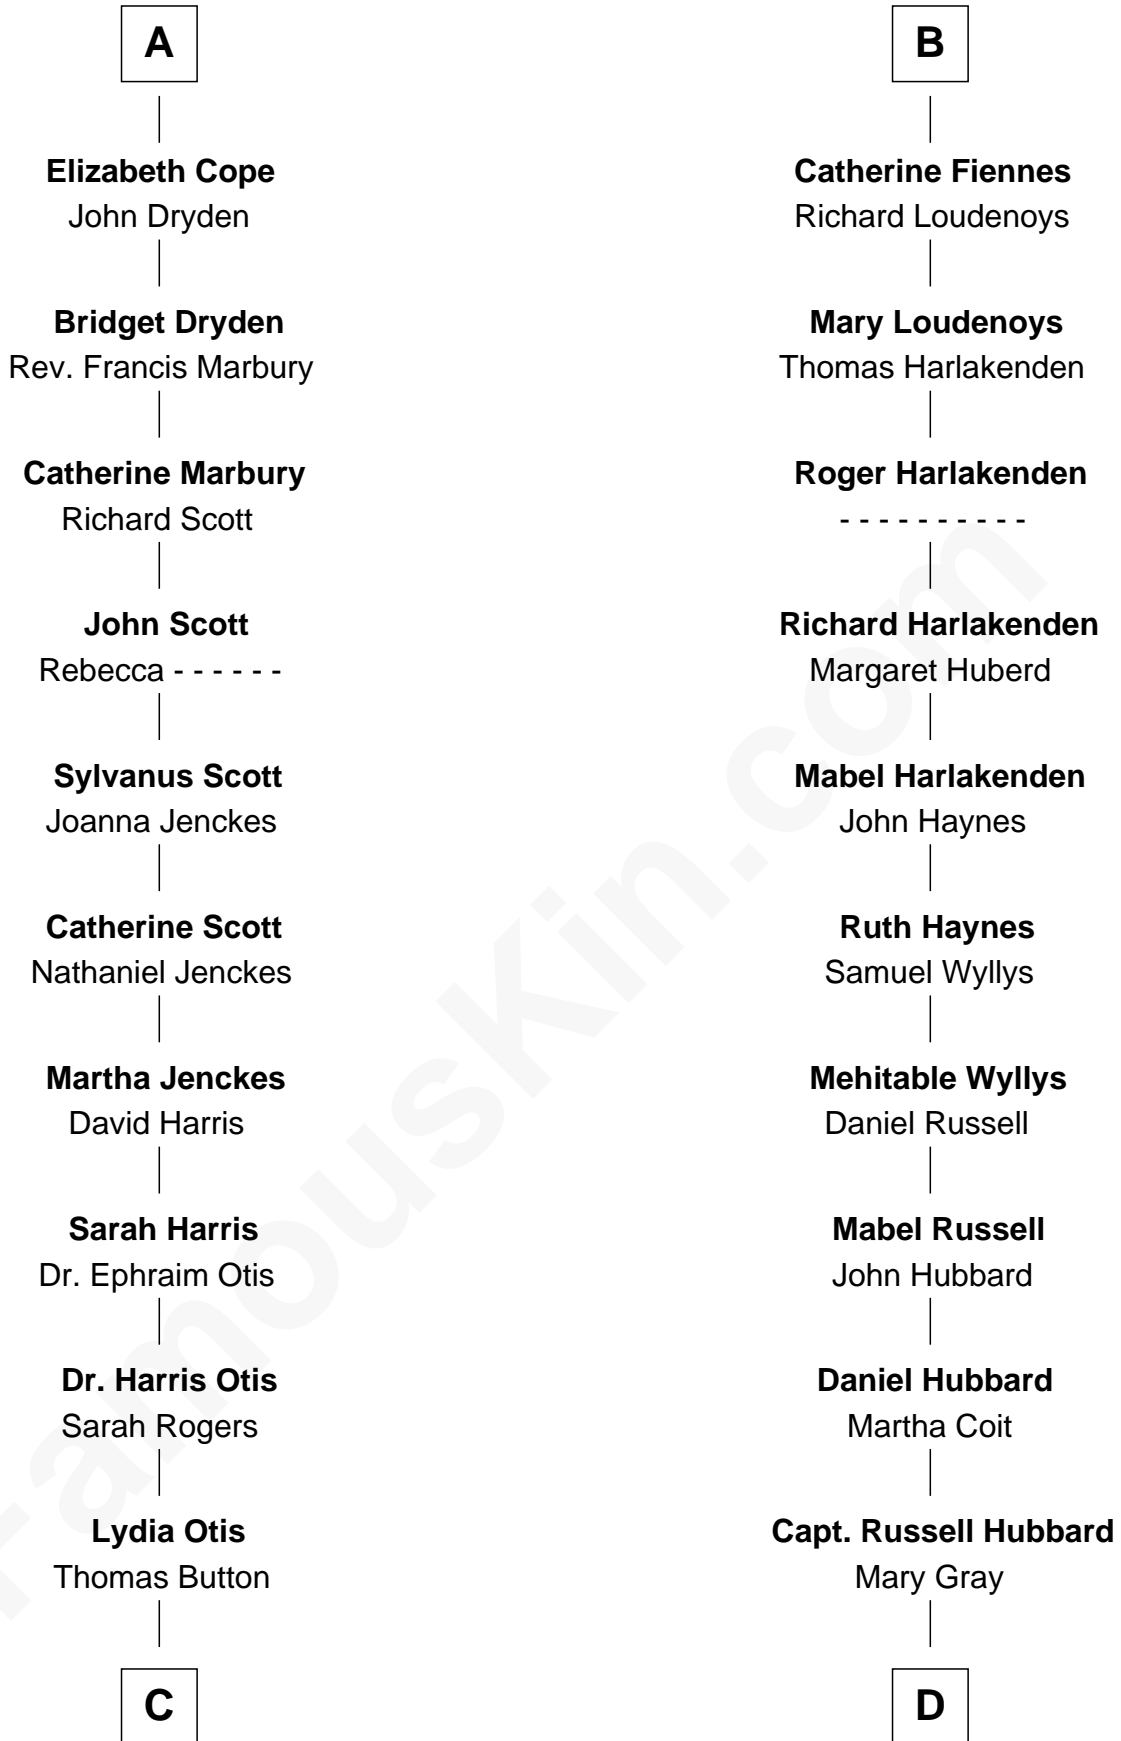 A
Elizabeth Cope
John Dryden
Bridget Dryden
Rev. Francis Marbury
Catherine Marbury
Richard Scott
John Scott
Rebecca - - - - - -
Sylvanus Scott
Joanna Jenckes
Catherine Scott
Nathaniel Jenckes
Martha Jenckes
David Harris
Sarah Harris
Dr. Ephraim Otis
Dr. Harris Otis
Sarah Rogers
Lydia Otis
Thomas Button
C
B
Catherine Fiennes
Richard Loudenoys
Mary Loudenoys
Thomas Harlakenden
Roger Harlakenden
- - - - - - - - - -
Richard Harlakenden
Margaret Huberd
Mabel Harlakenden
John Haynes
Ruth Haynes
Samuel Wyllys
Mehitable Wyllys
Daniel Russell
Mabel Russell
John Hubbard
Daniel Hubbard
Martha Coit
Capt. Russell Hubbard
Mary Gray
D
FamousKin.com